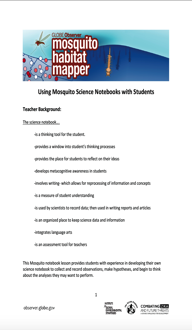 GLOBE Observer
mosquito
habitat
mapper
Using Mosquito Science Notebooks with Students
Teacher Background:
The science notebook...
-is a thinking tool for the student.
-provides a window into student's thinking processes
-provides the place for students to reflect on their ideas
-develops metacognitive awareness in students
-involves writing- which allows for reprocessing of information and concepts
-is a measure of student understanding
-is used by scientists to record data; then used in writing reports and articles
-is an organized place to keep science data and information
-integrates language arts
-is an assessment tool for teachers
This Mosquito notebook lesson provides students with experience in developing their own
science notebook to collect and record observations, make hypotheses, and begin to think
about the analyses they may want to perform.
1
observer.globe.gov
COMBATING ZIKA
AND FUTURE THREATS